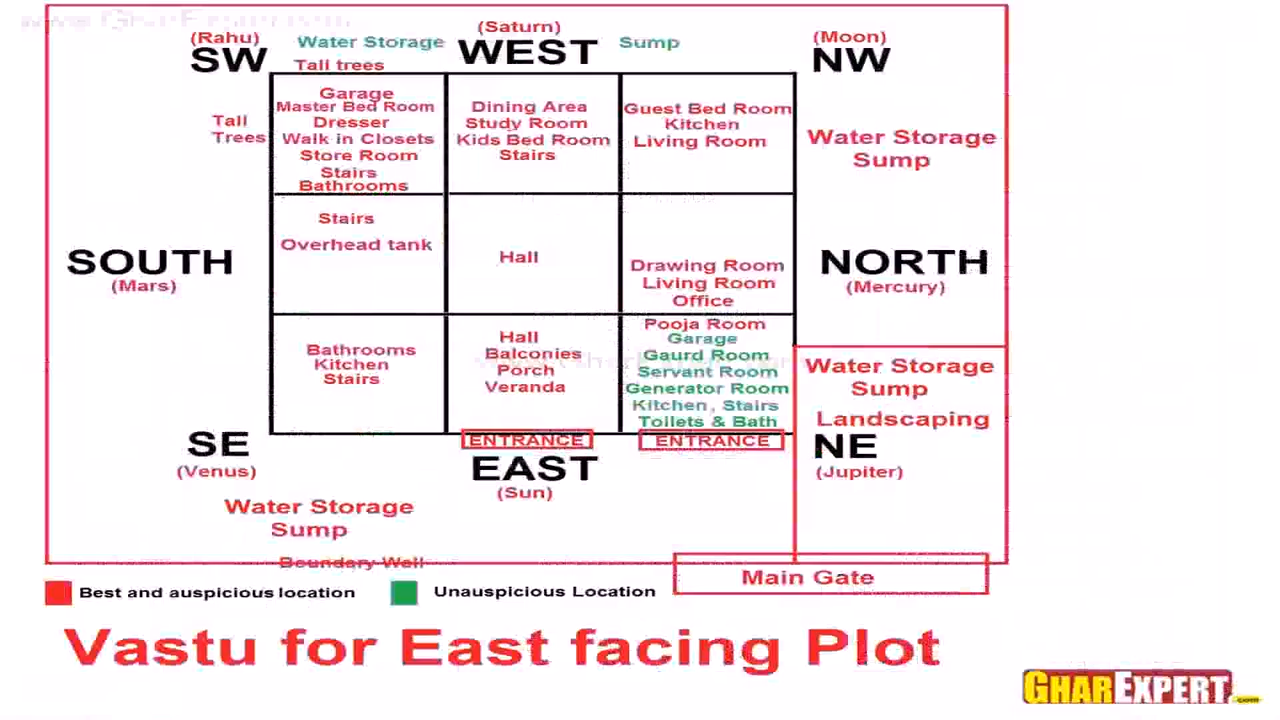 (Rahu)
SW
Water Storage
(Saturn)
WEST
Sump
(Moon)
NW
Tall trees
Tall
Trees
Garage
Master Bed Room
Dresser
Walk in Closets
Store Room
Stairs
Bathrooms
Dining Area
Study Room
Kids Bed Room
Stairs
Guest Bed Room
Kitchen
Living Room
Water Storage
Sump
SOUTH
(Mars)
Stairs
Overhead tank
Hall
Drawing Room
Living Room
Office
NORTH
(Mercury)
Bathrooms
Kitchen
Stairs
Hall
Balconies
Porch
Veranda
Pooja Room
Garage
Gaurd Room
Servant Room
Generator Room
Kitchen, Stairs
Toilets & Bath
Water Storage
Sump
Landscaping
SE
(Venus)
ENTRANCE
EAST
(Sun)
ENTRANCE
NE
(Jupiter)
Water Storage
Sump
Boundary Wall
Main Gate
Best and auspicious location
Unauspicious Location
Vastu for East facing Plot
GHAREXPERT.com